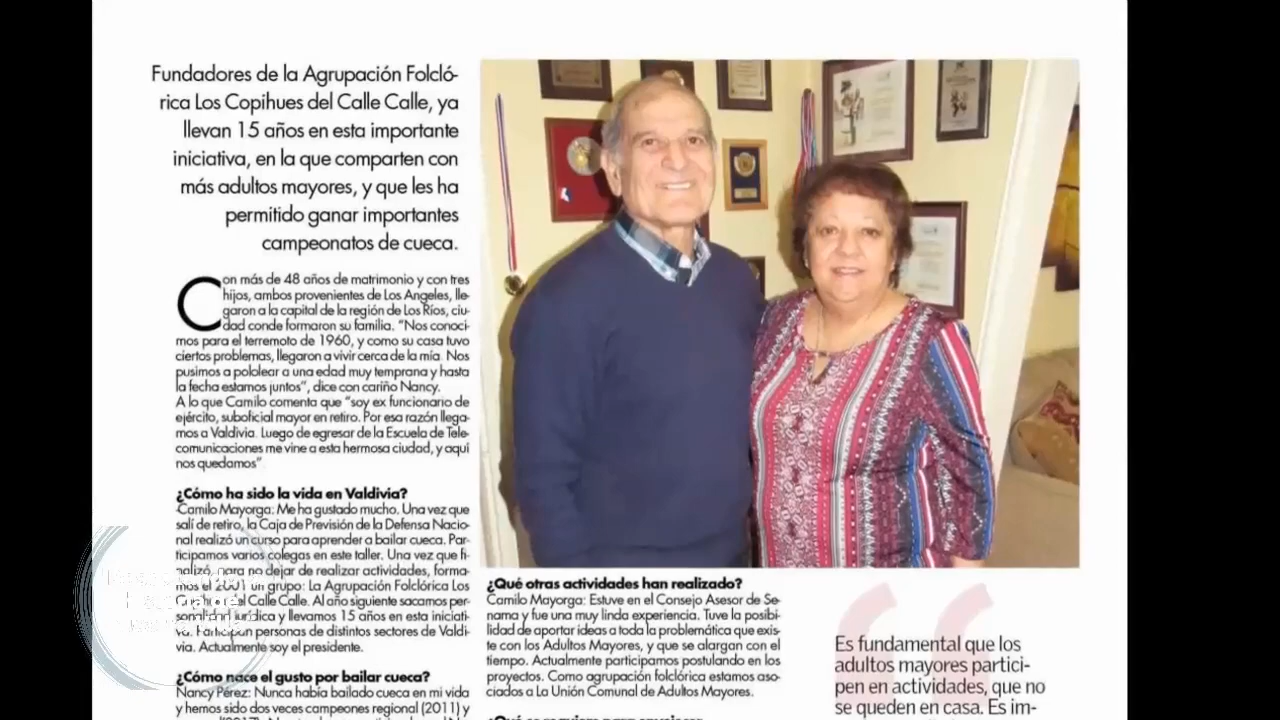 Fundadores de la Agrupación Folcló-
rica Los Copihues del Calle Calle, ya
llevan 15 años en esta importante
iniciativa, en la que comparten con
más adultos mayores, y que les ha
permitido ganar importantes
campeonatos de cueca.
Con más de 48 años de matrimonio y con tres
hijos, ambos provenientes de Los Angeles, lle-
garon a la capital de la región de Los Ríos, ciu-
dad conde formaron su familia. "Nos conoci-
mos para el terremoto de 1960, y como su casa tuvo
ciertos problemas, llegaron a vivir cerca de la mía. Nos
pusimos a pololear a una edad muy temprana y hasta
la fecha estamos juntos", dice con cariño Nancy.
A lo que Camilo comenta que "soy ex funcionario de
ejército, suboficial mayor en retiro. Por esa razón llega-
mos a Valdivia. Luego de egresar de la Escuela de Tele-
comunicaciones me vine a esta hermosa ciudad, y aquí
nos quedamos".
¿Cómo ha sido la vida en Valdivia?
Camilo Mayorga: Me ha gustado mucho. Una vez que
salí de retiro, la Caja de Previsión de la Defensa Nacio-
nal realizó un curso para aprender a bailar cueca. Par-
ticipamos varios colegas en este taller. Una vez que fi-
nalizó, para no dejar de realizar actividades, forma-
mos el 2001 un grupo: La Agrupación Folclórica Los
del Calle Calle. Al año siguiente sacamos per-
jurídica y llevamos 15 años en esta iniciati-
va. Participan personas de distintos sectores de Valdi-
via. Actualmente soy el presidente.
¿Cómo nace el gusto por bailar cueca?
Nancy Pérez: Nunca había bailado cueca en mi vida
y hemos sido dos veces campeones regional (2011) y
¿Qué otras actividades han realizado?
Camilo Mayorga: Estuve en el Consejo Asesor de Se-
nama y fue una muy linda experiencia. Tuve la posibi-
lidad de aportar ideas a toda la problemática que exis-
te con los Adultos Mayores, y que se alargan con el
tiempo. Actualmente participamos postulando en los
proyectos. Como agrupación folclórica estamos aso-
ciados a La Unión Comunal de Adultos Mayores.
Es fundamental que los
adultos mayores partici-
pen en actividades, que no
se queden en casa. Es im-